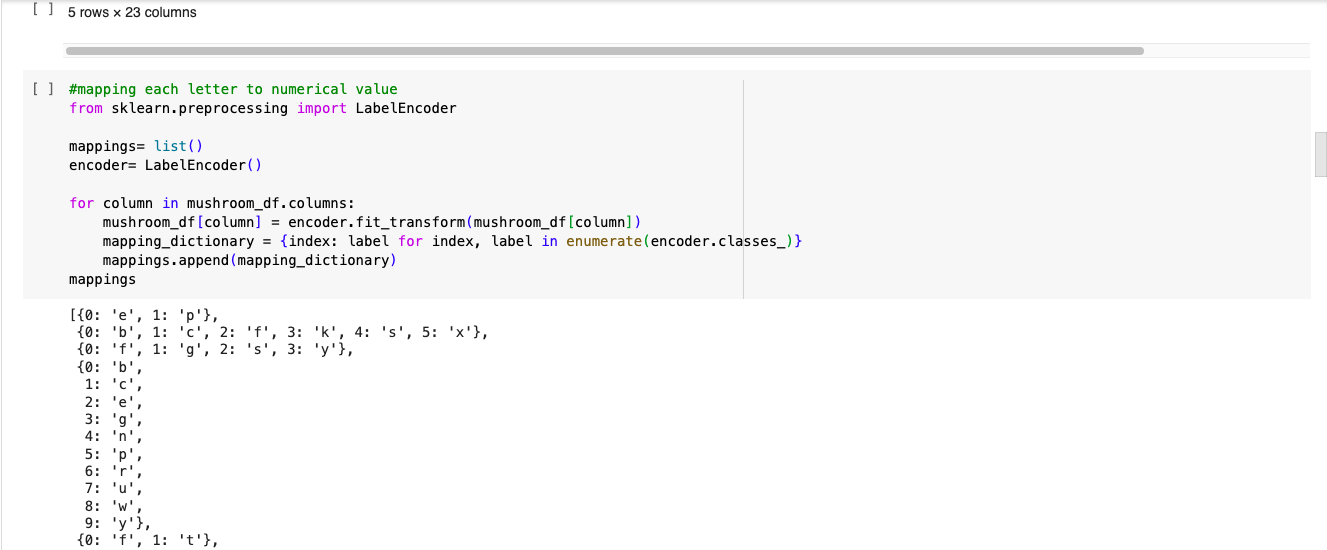 [ ] 5 rows × 23 columns
[ ] #mapping each letter to numerical value
from sklearn.preprocessing import LabelEncoder

mappings= list()
encoder= LabelEncoder()

for column in mushroom_df.columns:
    mushroom_df[column] = encoder.fit_transform(mushroom_df[column])
    mapping_dictionary = {index: label for index, label in enumerate(encoder.classes_)}
    mappings.append(mapping_dictionary)
mappings
[{0: 'e', 1: 'p'},
 {0: 'b', 1: 'c', 2: 'f', 3: 'k', 4: 's', 5: 'x'},
 {0: 'f', 1: 'g', 2: 's', 3: 'y'},
 {0: 'b',
  1: 'c',
  2: 'e',
  3: 'g',
  4: 'n',
  5: 'p',
  6: 'r',
  7: 'u',
  8: 'w',
  9: 'y'},
 {0: 'f', 1: 't'},